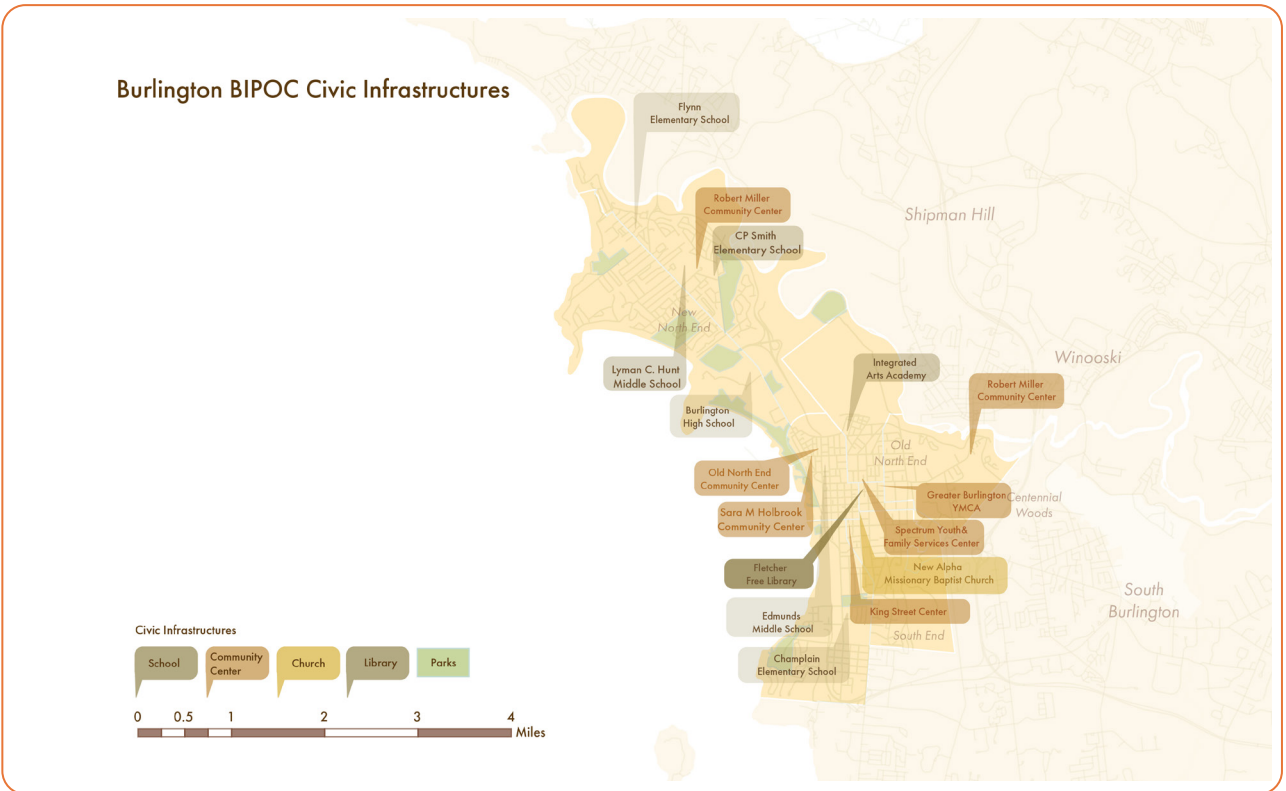 Burlington BIPOC Civic Infrastructures
Flynn
Elementary School
Robert Miller
Community Center
CP Smith
Elementary School
Shipman Hill
New
North End
Lyman C. Hunt
Middle School
Burlington
High School
Integrated
Arts Academy
Winooski
Robert Miller
Community Center
Old
North End
Old North End
Community Center
Sara M Holbrook
Community Center
Greater Burlington
YMCA
Centennial
Woods
Spectrum Youth&
Family Services Center
Fletcher
Free Library
New Alpha
Missionary Baptist Church
Edmunds
Middle School
King Street Center
South End
South
Burlington
Champlain
Elementary School
Civic Infrastructures
School
Community
Center
Church
Library
Parks
0 0.5 1 2 3 4
Miles